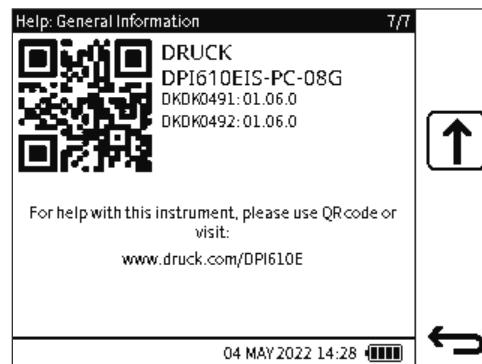 Help: General Information 7/7
DRUCK
DPI610EIS-PC-08G
DKDK0491: 01.06.0
DKDK0492: 01.06.0
For help with this instrument, please use QR code or
visit:
www.druck.com/DPI610E
04 MAY 2022 14:28